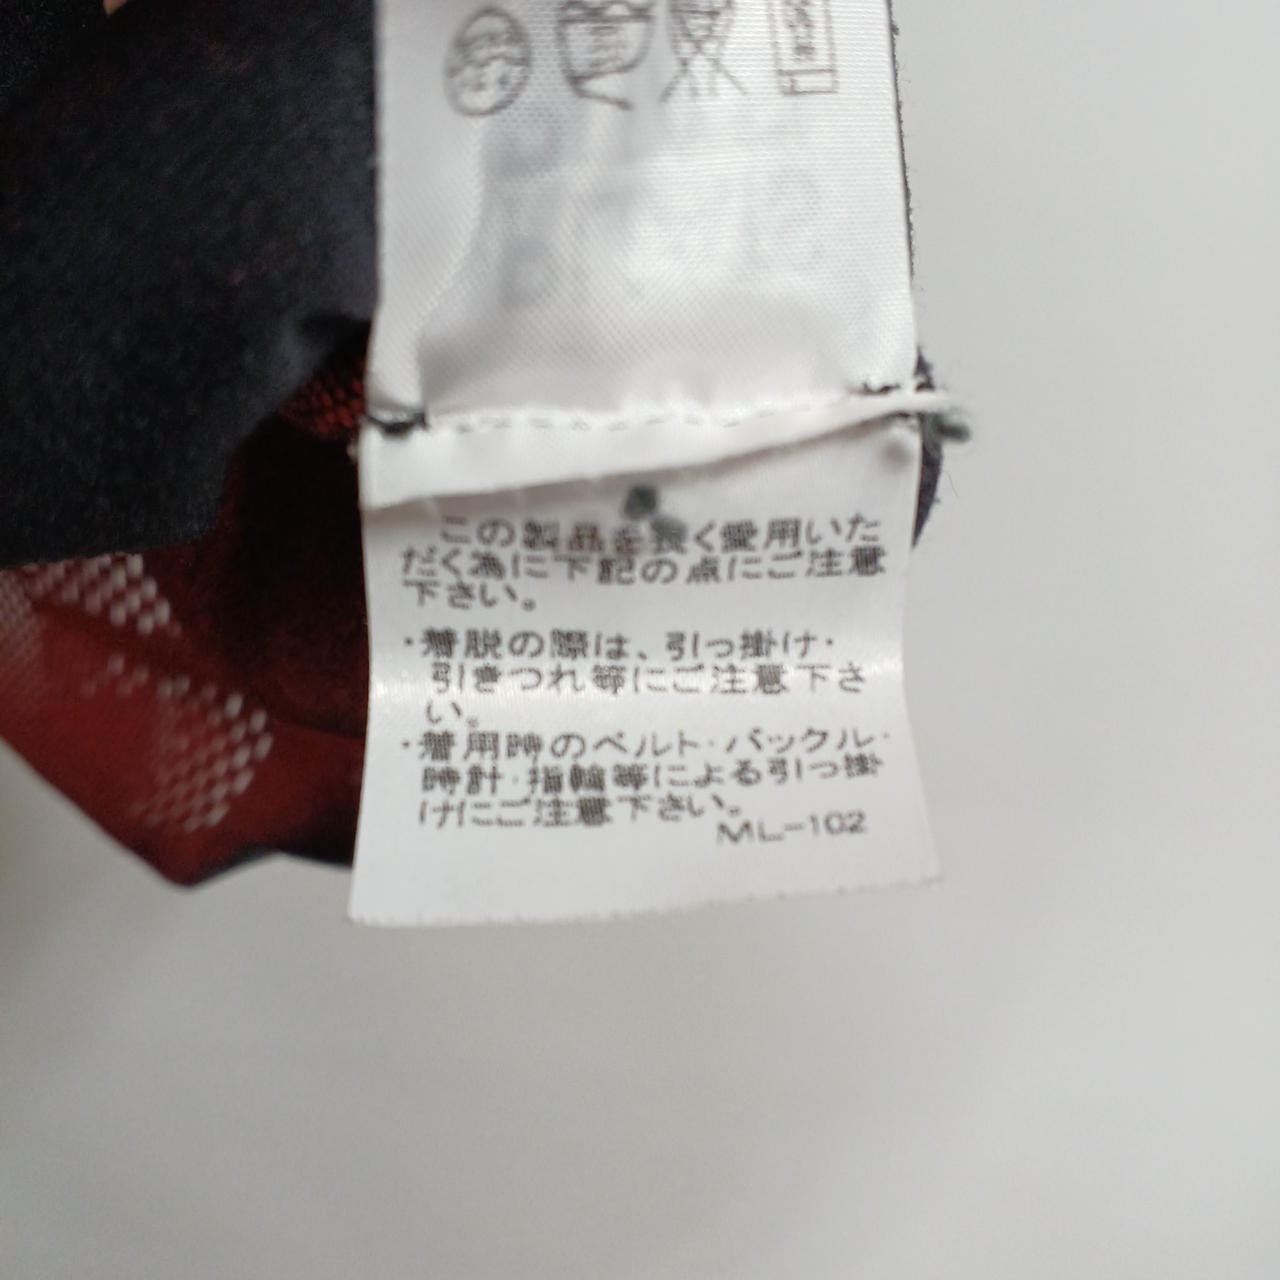 この製品を良く愛用いた
だく為に下記の点にご注意
下さい。
・着脱の際は、引っ掛け・
引きつれ等にご注意下さ
い。
・着用時のベルト・バックル・
時計・指輪等による引っ掛
けにご注意下さい。
ML-102